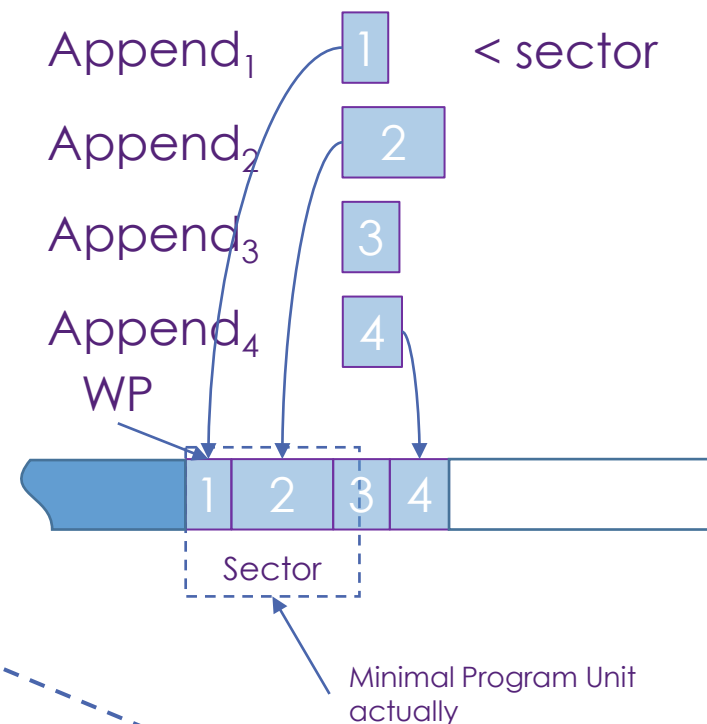 Append1 1 < sector
Append2 2
Append3 3
Append4 4
WP
1 2 3 4
Sector
Minimal Program Unit
actually